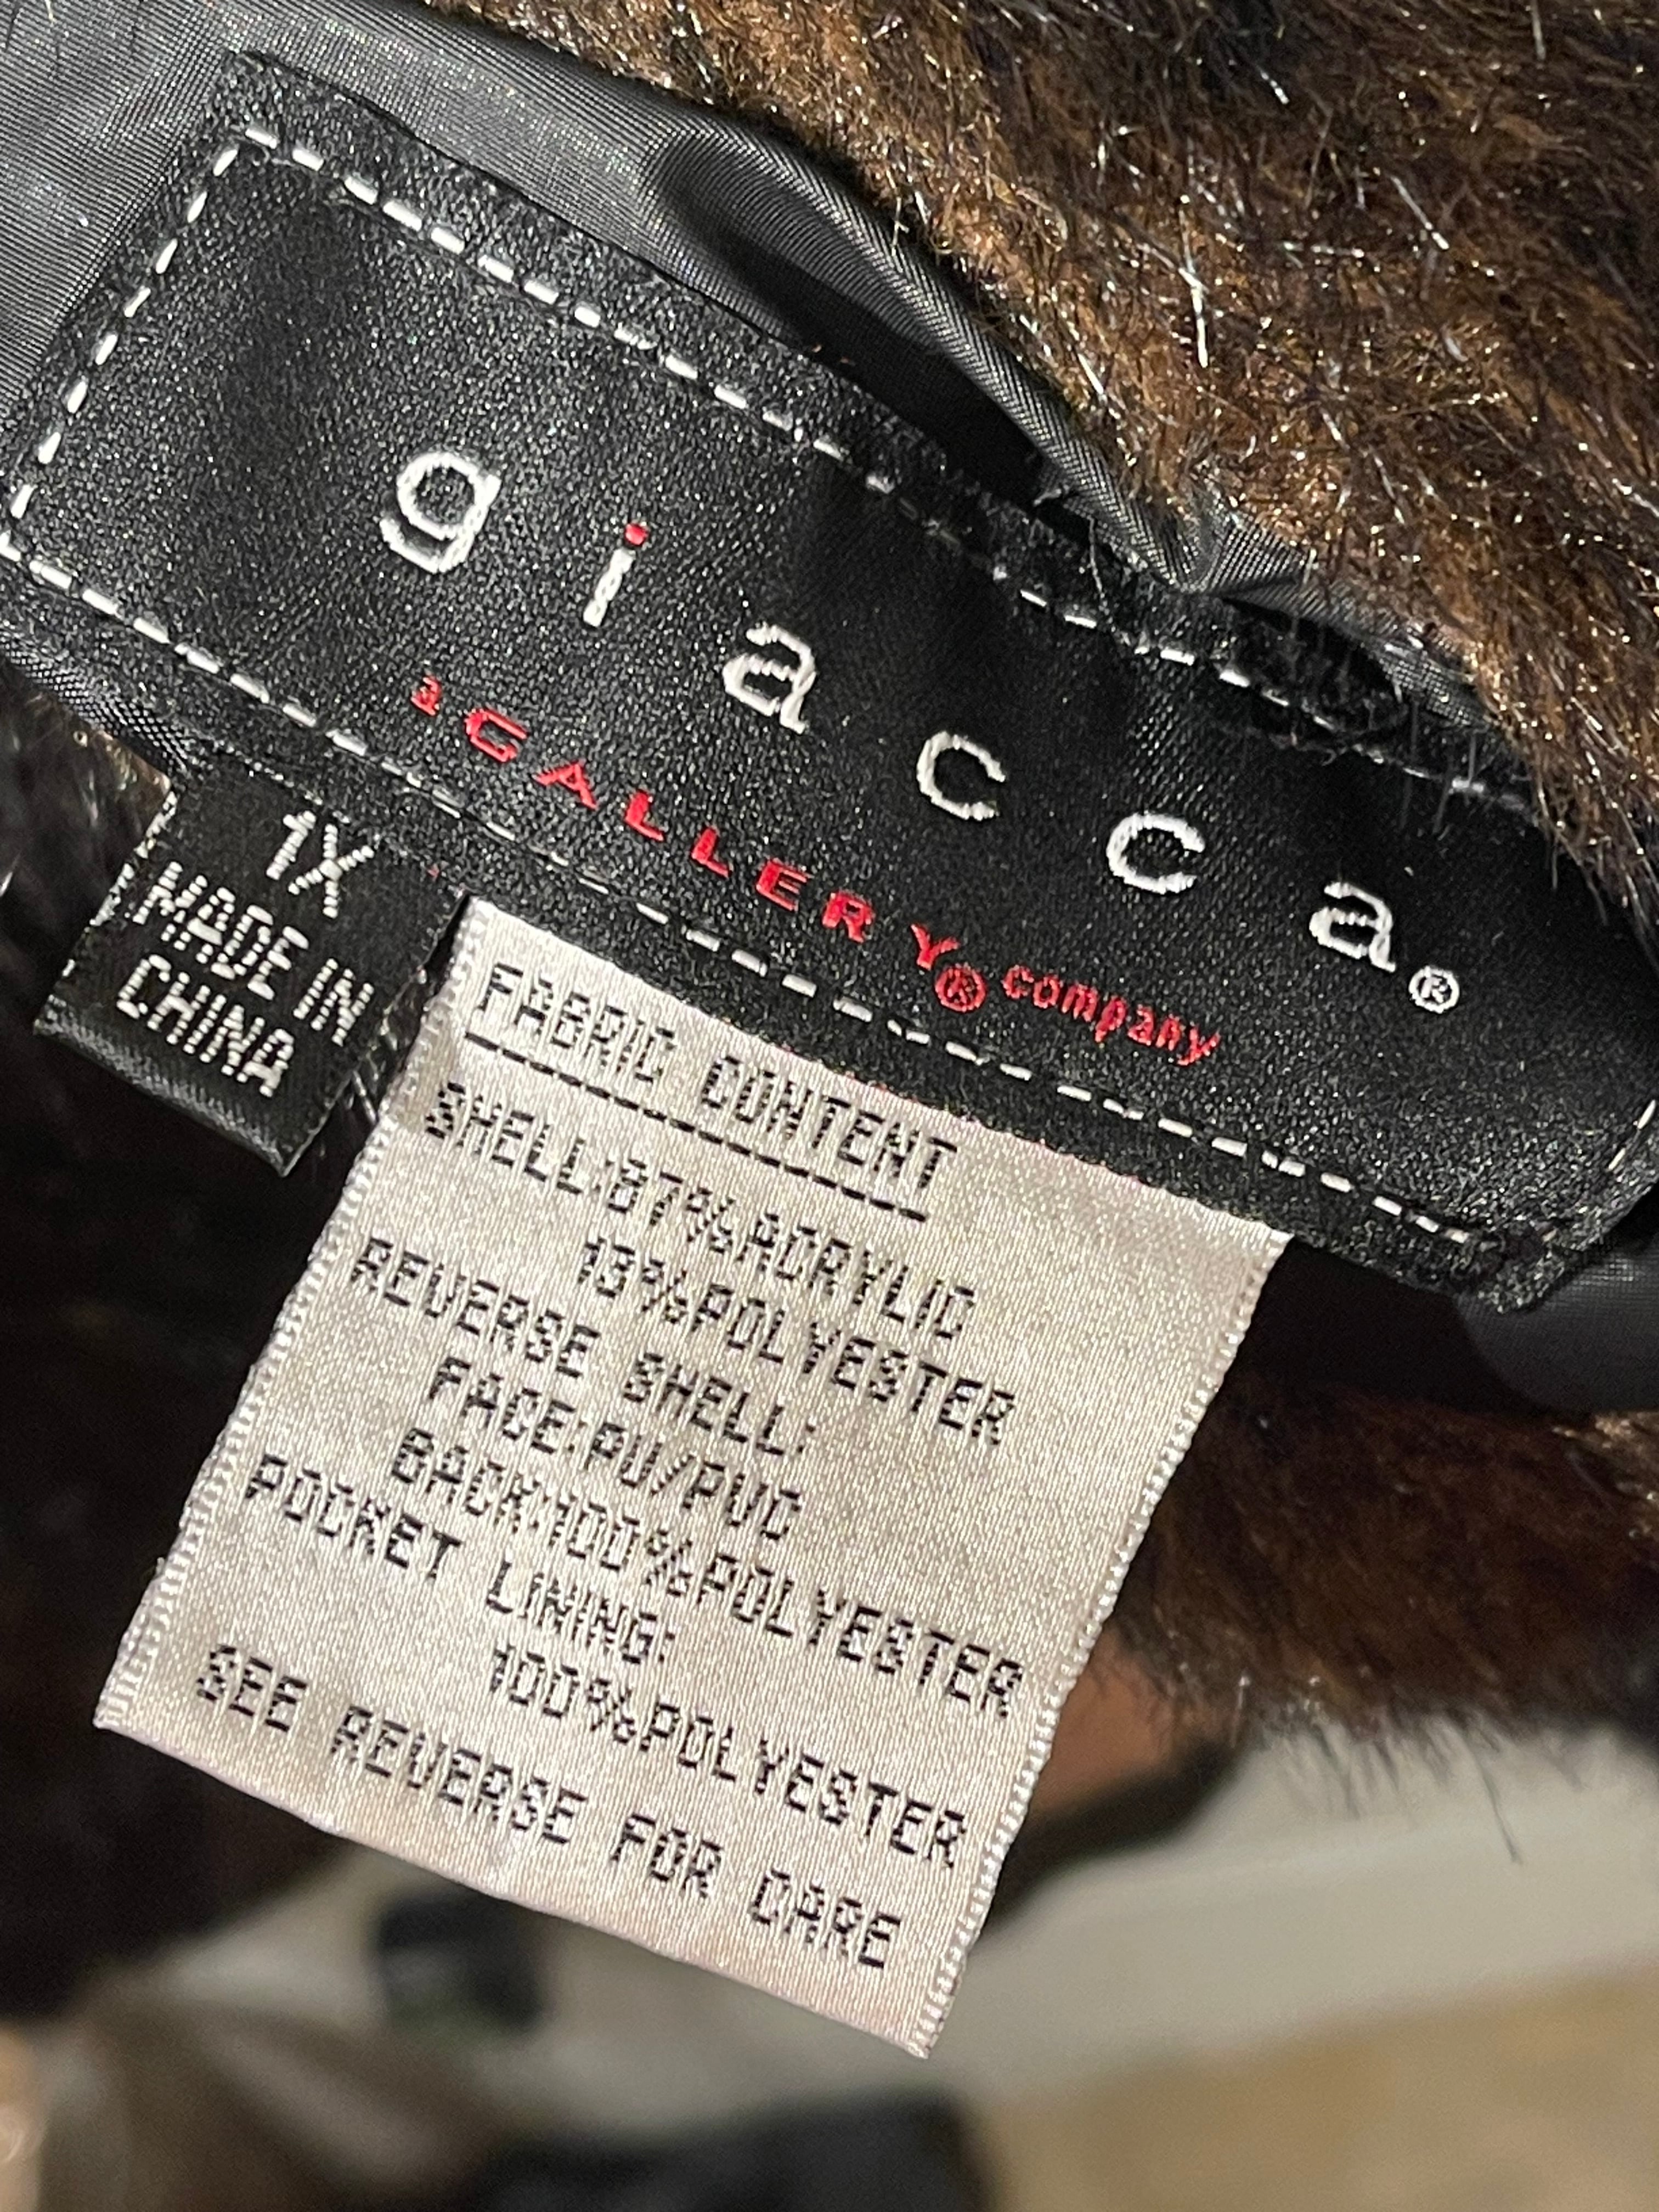 giacca®
a GALLERY® company
1X
MADE IN
CHINA
FABRIC CONTENT
SHELL:87%ACRYLIC
13%POLYESTER
REVERSE SHELL:
FACE:PU/PVC
BACK:100%POLYESTER
POCKET LINING:
100%POLYESTER
SEE REVERSE FOR CARE